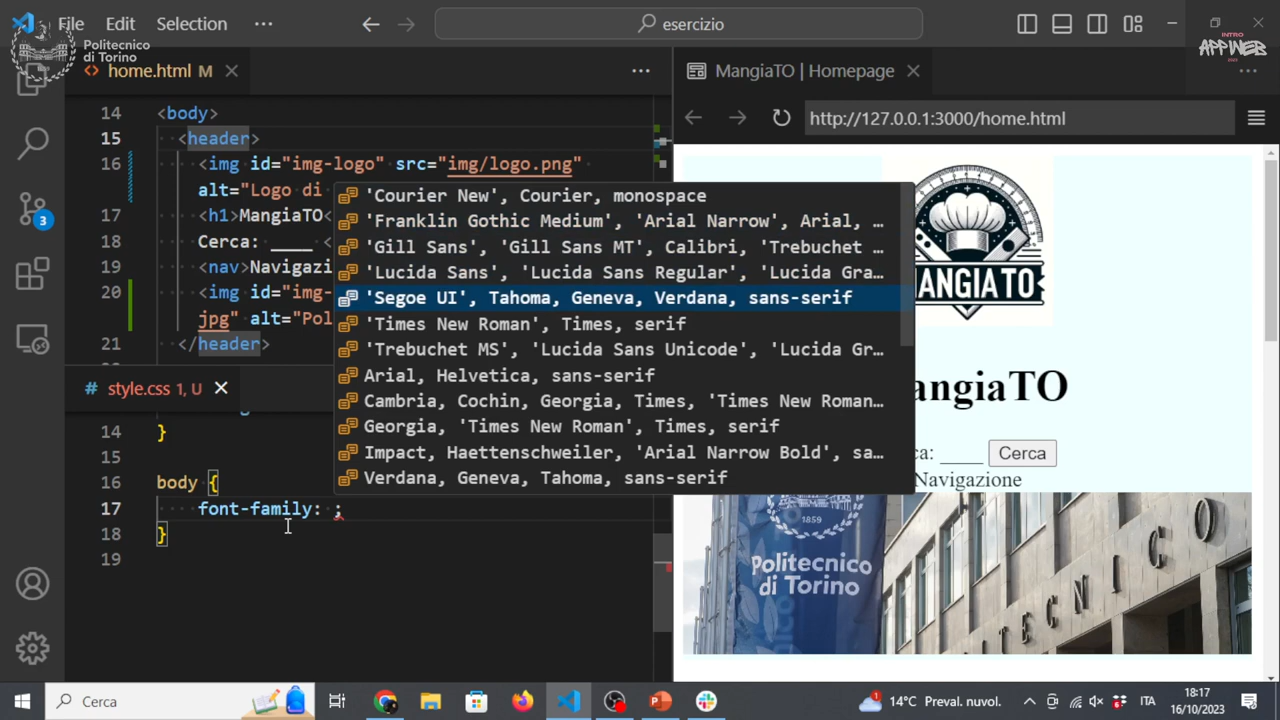 File Edit Selection ··· esercizio
Politecnico
di Torino
INTRO
APPWEB
home.html M
MangiaTO | Homepage
http://127.0.0.1:3000/home.html
14 <body>
15 <header>
16 <img id="img-logo" src="img/logo.png"
alt="Logo di
17 <h1>MangiaTO<
18 Cerca: ____ <
19 <nav>Navigazi
20 <img id="img-
jpg" alt="Pol
21 </header>
'Courier New', Courier, monospace
'Franklin Gothic Medium', 'Arial Narrow', Arial, …
'Gill Sans', 'Gill Sans MT', Calibri, 'Trebuchet …
'Lucida Sans', 'Lucida Sans Regular', 'Lucida Gra…
'Segoe UI', Tahoma, Geneva, Verdana, sans-serif
'Times New Roman', Times, serif
'Trebuchet MS', 'Lucida Sans Unicode', 'Lucida Gr…
Arial, Helvetica, sans-serif
Cambria, Cochin, Georgia, Times, 'Times New Roman…
Georgia, 'Times New Roman', Times, serif
Impact, Haettenschweiler, 'Arial Narrow Bold', sa…
Verdana, Geneva, Tahoma, sans-serif
# style.css 1, U
14 }
15
16 body {
17 font-family: ;
18 }
19
3
MANGIATO
angiaTO
ca: ____ Cerca
Navigazione
1859
Politecnico
di Torino
LITECNICO
Cerca
1
14°C Preval. nuvol.
ITA
18:17
16/10/2023